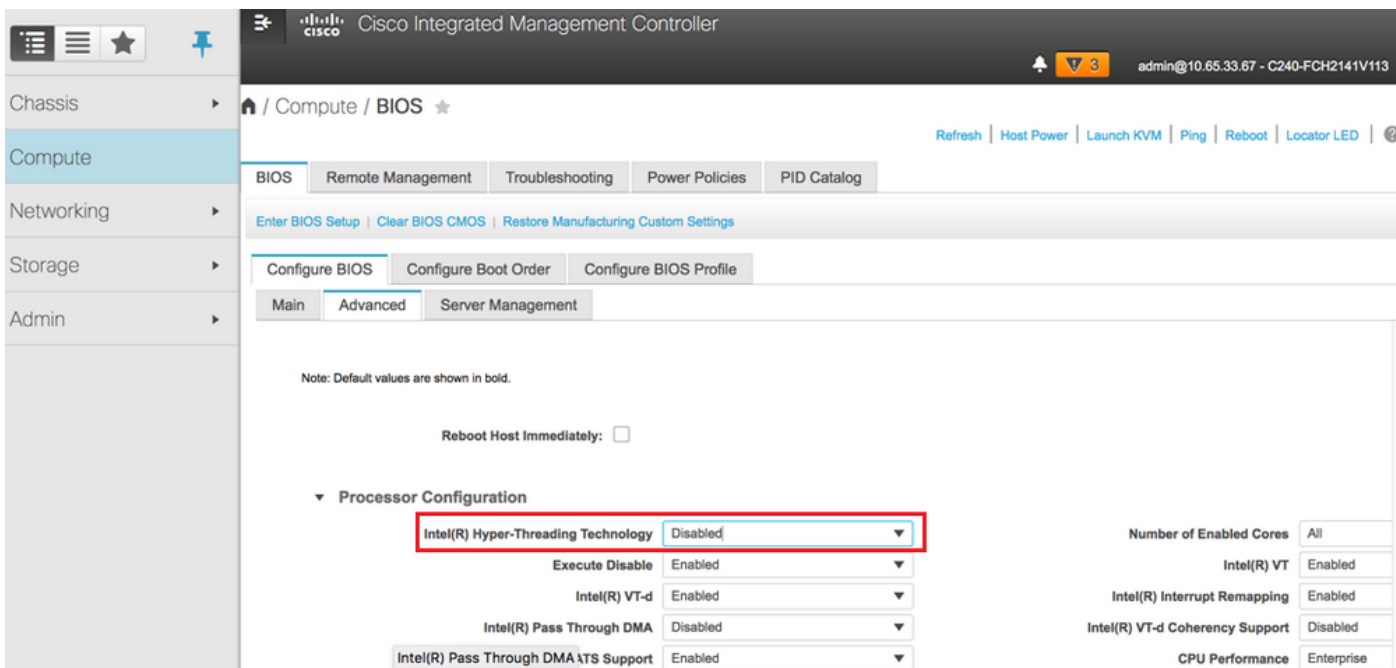 cisco Cisco Integrated Management Controller
3 admin@10.65.33.67 - C240-FCH2141V113
Chassis
Compute
Networking
Storage
Admin
/ Compute / BIOS
Refresh | Host Power | Launch KVM | Ping | Reboot | Locator LED |
BIOS Remote Management Troubleshooting Power Policies PID Catalog
Enter BIOS Setup | Clear BIOS CMOS | Restore Manufacturing Custom Settings
Configure BIOS Configure Boot Order Configure BIOS Profile
Main Advanced Server Management
Note: Default values are shown in bold.
Reboot Host Immediately:
Processor Configuration
Intel(R) Hyper-Threading Technology Disabled Number of Enabled Cores All
Execute Disable Enabled Intel(R) VT Enabled
Intel(R) VT-d Enabled Intel(R) Interrupt Remapping Enabled
Intel(R) Pass Through DMA Disabled Intel(R) VT-d Coherency Support Disabled
Intel(R) Pass Through DMA ATS Support Enabled CPU Performance Enterprise